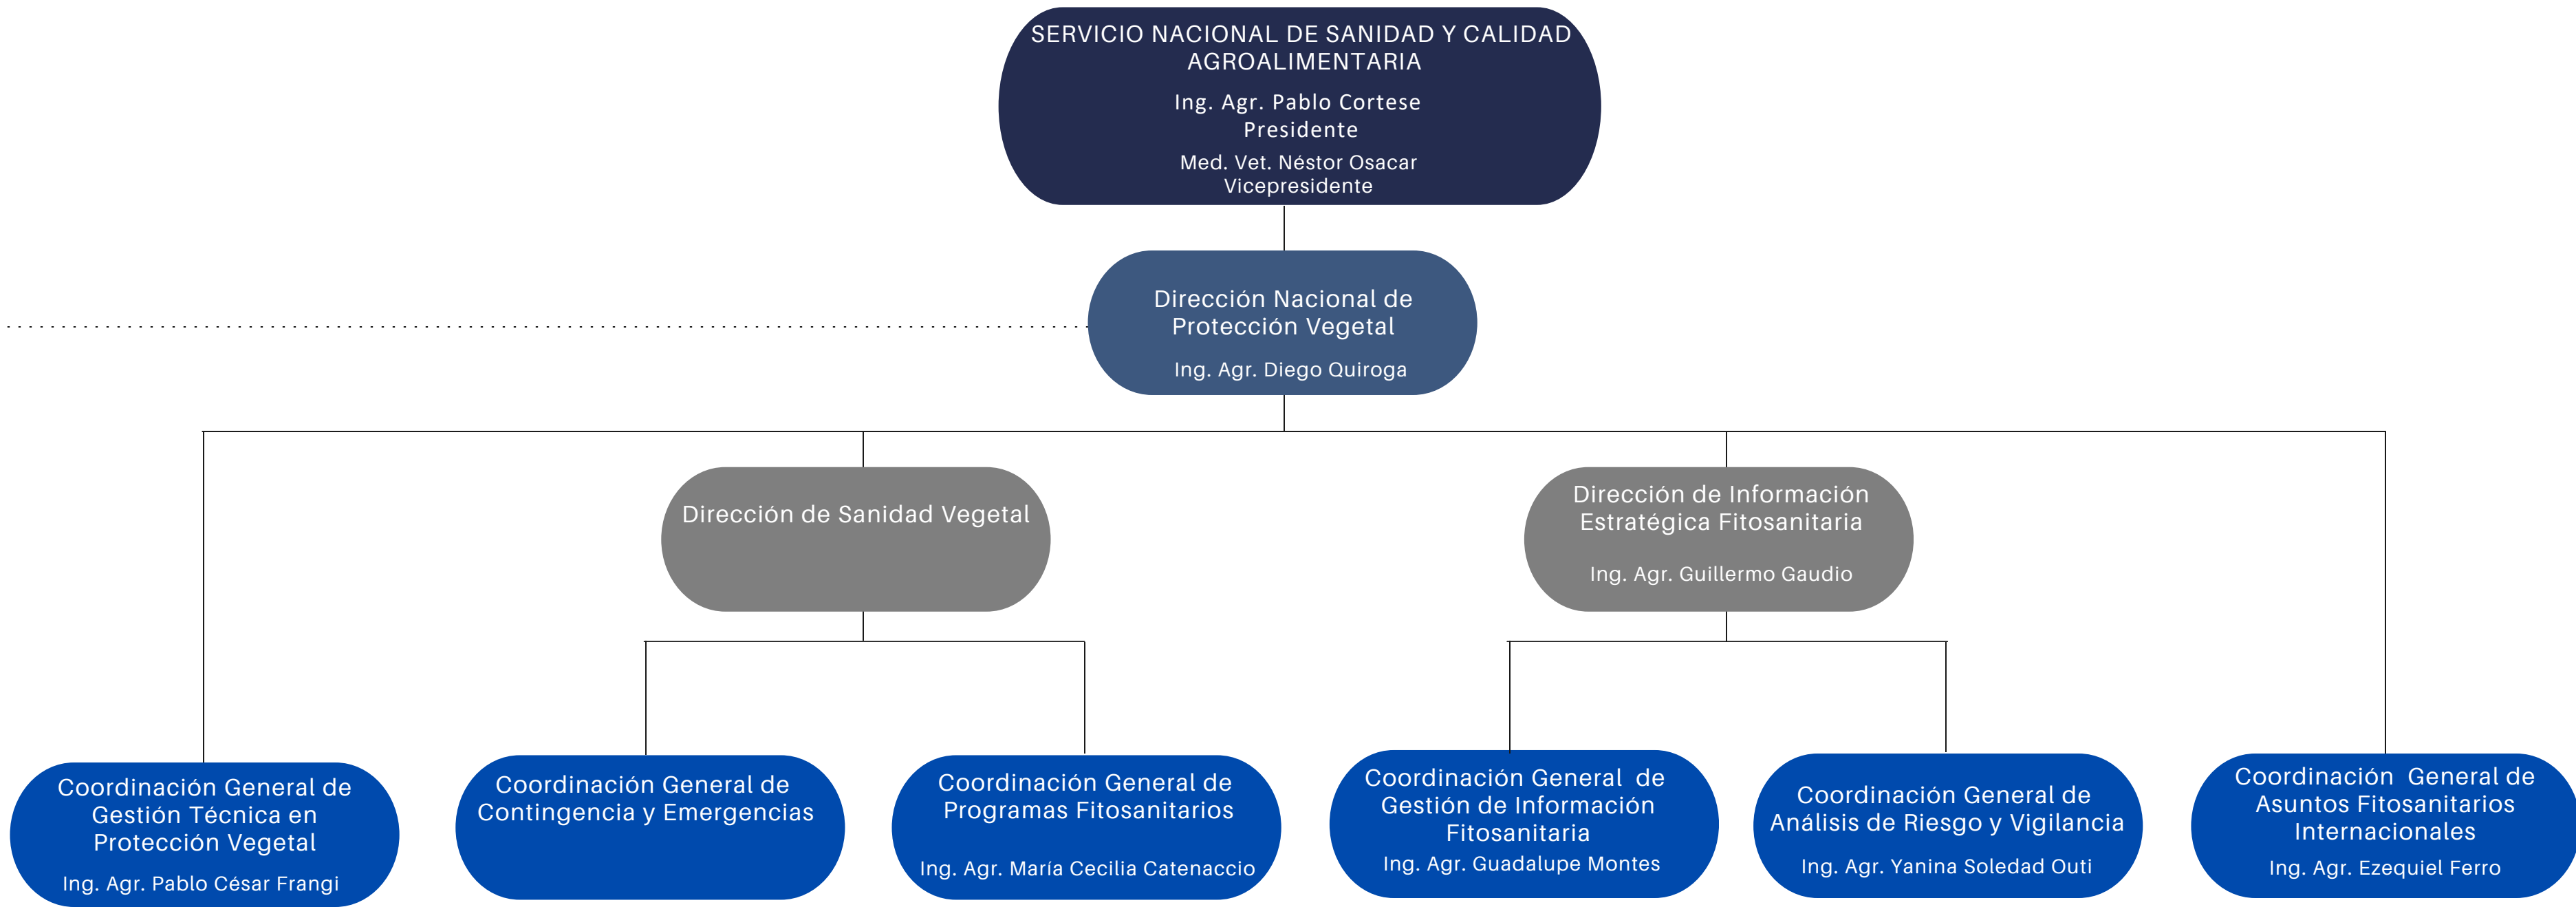 SERVICIO NACIONAL DE SANIDAD Y CALIDAD
AGROALIMENTARIA
Ing. Agr. Pablo Cortese
Presidente
Med. Vet. Néstor Osacar
Vicepresidente
Dirección Nacional de
Protección Vegetal
Ing. Agr. Diego Quiroga
Dirección de Sanidad Vegetal
Dirección de Información
Estratégica Fitosanitaria
Ing. Agr. Guillermo Gaudio
Coordinación General de
Gestión Técnica en
Protección Vegetal
Ing. Agr. Pablo César Frangi
Coordinación General de
Contingencia y Emergencias
Coordinación General de
Programas Fitosanitarios
Ing. Agr. María Cecilia Catenaccio
Coordinación General de
Gestión de Información
Fitosanitaria
Ing. Agr. Guadalupe Montes
Coordinación General de
Análisis de Riesgo y Vigilancia
Ing. Agr. Yanina Soledad Outi
Coordinación General de
Asuntos Fitosanitarios
Internacionales
Ing. Agr. Ezequiel Ferro